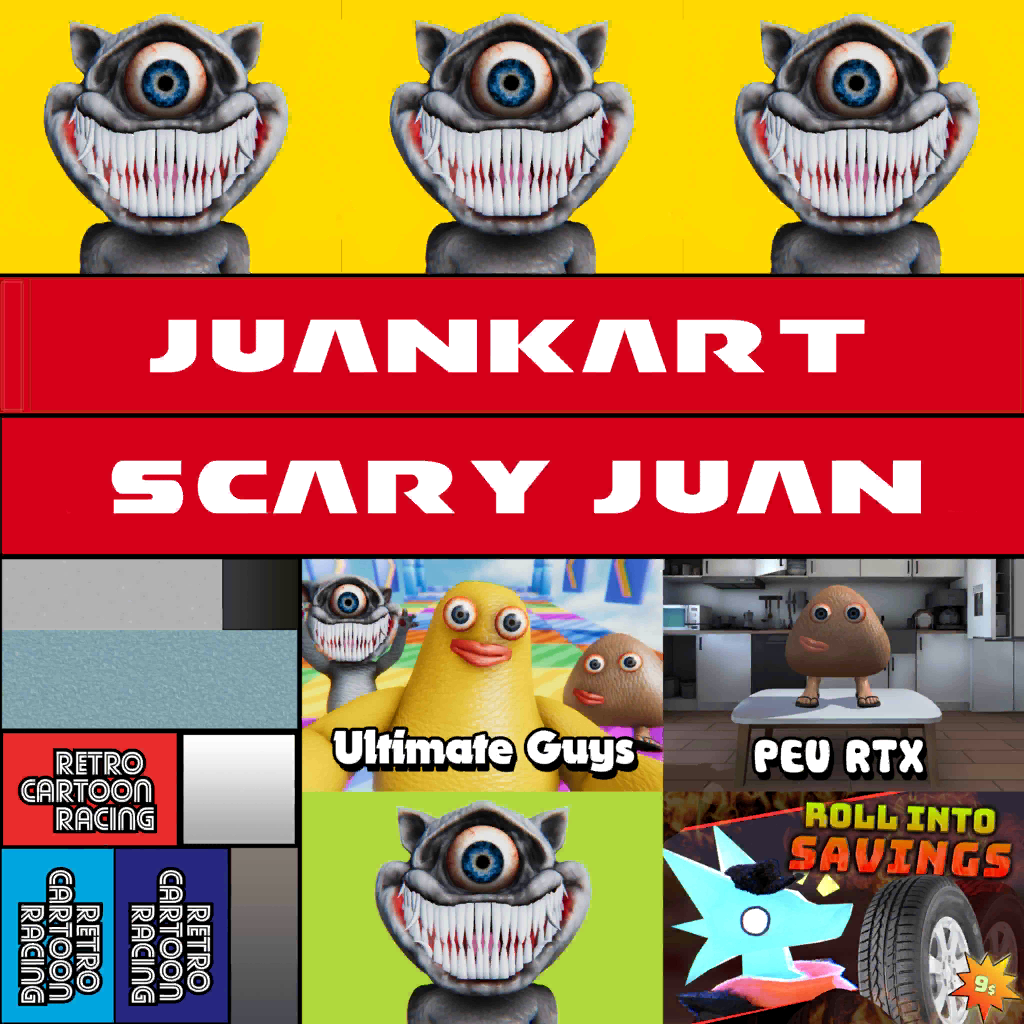 JUANKART
SCARY JUAN
Ultimate Guys
PEU RTX
RETRO
CARTOON
RACING
ROLL INTO
SAVINGS
9$
RETRO
CARTOON
RACING
RETRO
CARTOON
RACING